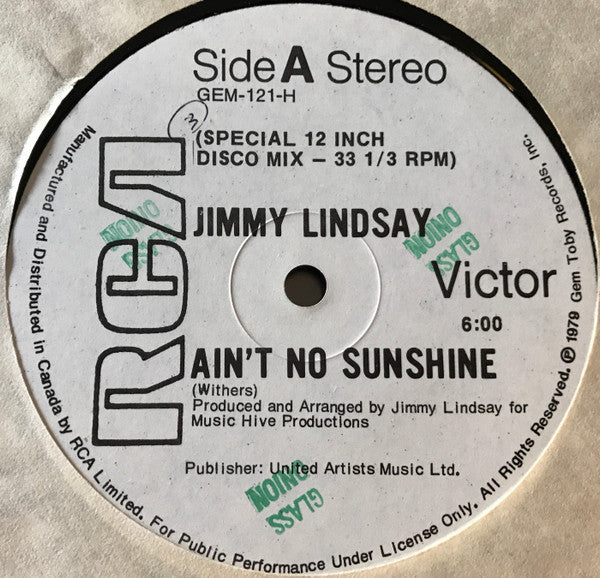 Side A Stereo
GEM-121-H
3
(SPECIAL 12 INCH
DISCO MIX – 33 1/3 RPM)
JIMMY LINDSAY
RCA
Victor
6:00
AIN'T NO SUNSHINE
(Withers)
Produced and Arranged by Jimmy Lindsay for
Music Hive Productions
Publisher: United Artists Music Ltd.
Manufactured and Distributed in Canada by RCA Limited. For Public Performance Under License Only. All Rights Reserved. ℗ 1979 Gem Toby Records, Inc.
GLASS
ONION
GLASS
ONION
GLASS
ONION